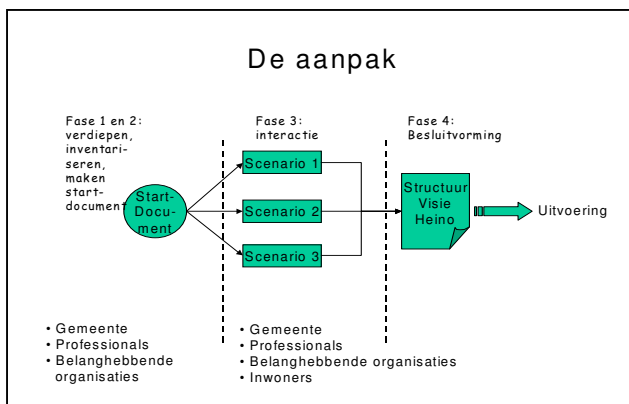 De aanpak
Fase 1 en 2:
verdiepen,
inventari-
seren,
maken
start-
document
Start-
Docu-
ment
Fase 3:
interactie
Scenario 1
Scenario 2
Scenario 3
Fase 4:
Besluitvorming
Structuur
Visie
Heino
Uitvoering
• Gemeente
• Professionals
• Belanghebbende
organisaties
• Gemeente
• Professionals
• Belanghebbende organisaties
• Inwoners